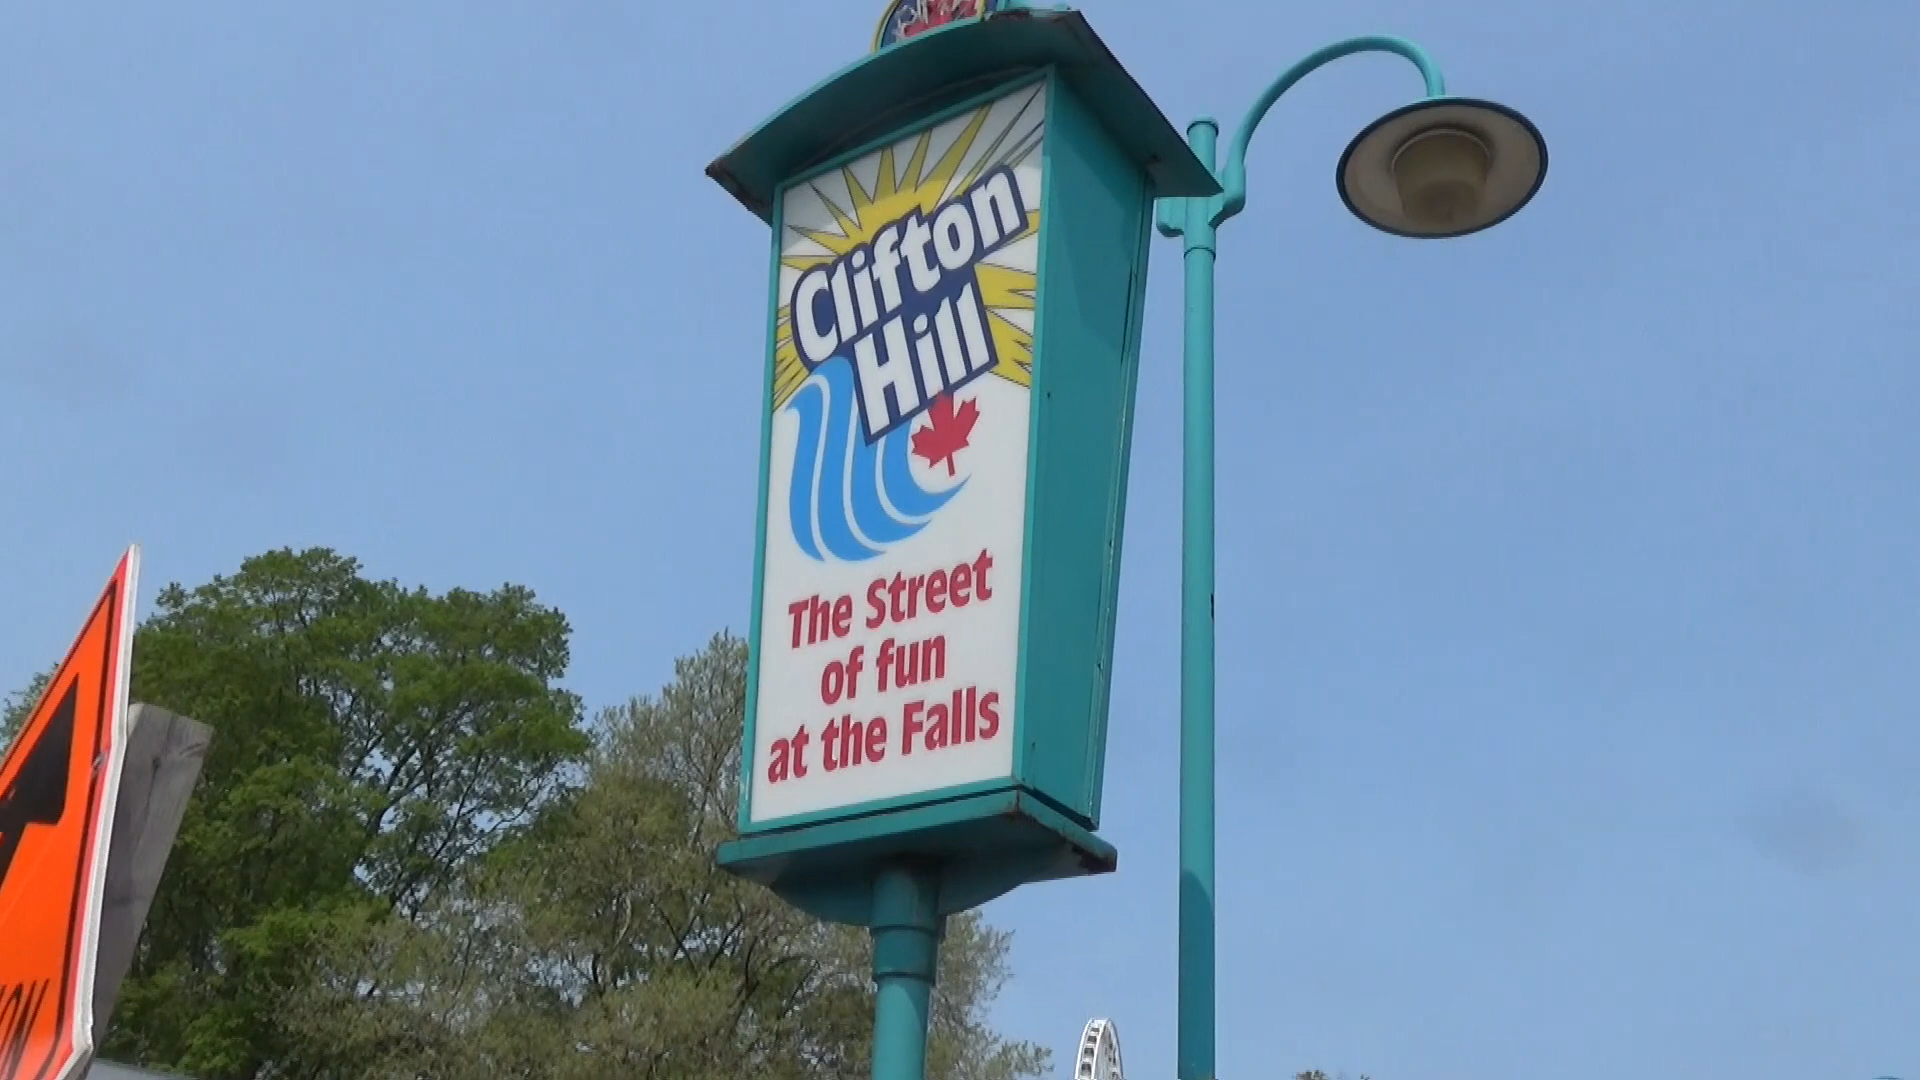 Clifton
Hill
The Street
of fun
at the Falls